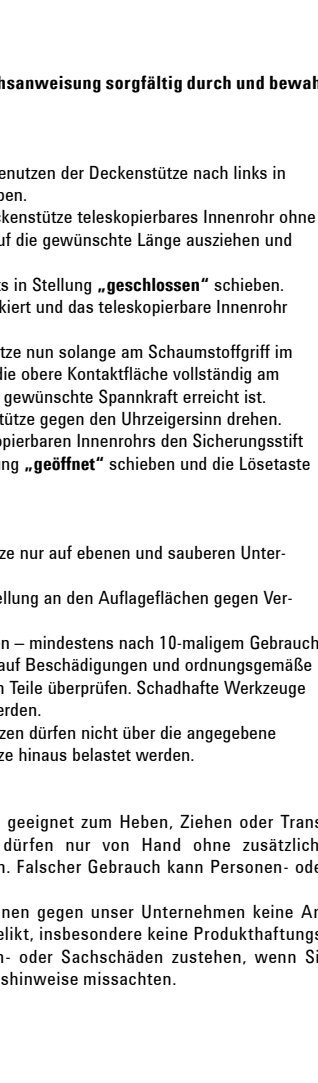 hsanweisung sorgfältig durch und bewah
enutzen der Deckenstütze nach links in
ben.
ckenstütze teleskopierbares Innenrohr ohne
uf die gewünschte Länge ausziehen und
s in Stellung „geschlossen“ schieben.
kiert und das teleskopierbare Innenrohr
tze nun solange am Schaumstoffgriff im
die obere Kontaktfläche vollständig am
gewünschte Spannkraft erreicht ist.
tütze gegen den Uhrzeigersinn drehen.
opierbaren Innenrohrs den Sicherungsstift
ung „geöffnet“ schieben und die Lösetaste
ze nur auf ebenen und sauberen Unter-
ellung an den Auflageflächen gegen Ver-
en – mindestens nach 10-maligem Gebrauch
auf Beschädigungen und ordnungsgemäße
n Teile überprüfen. Schadhafte Werkzeuge
erden.
zen dürfen nicht über die angegebene
ze hinaus belastet werden.
geeignet zum Heben, Ziehen oder Trans
dürfen nur von Hand ohne zusätzlich
n. Falscher Gebrauch kann Personen- ode
nen gegen unser Unternehmen keine An
elikt, insbesondere keine Produkthaftungs
n- oder Sachschäden zustehen, wenn Si
shinweise missachten.